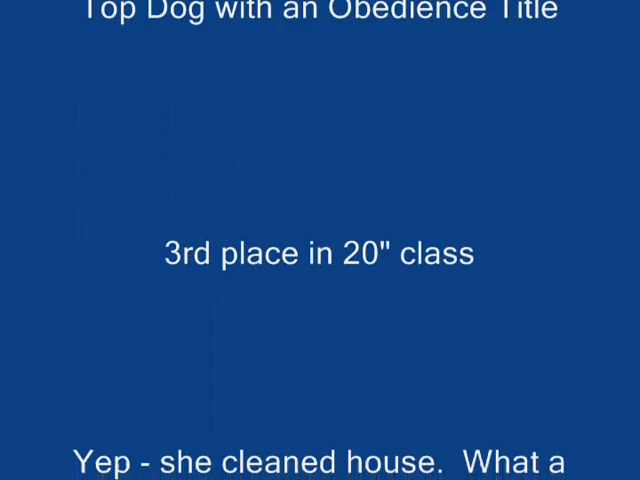 Top Dog with an Obedience Title
3rd place in 20" class
Yep - she cleaned house.  What a